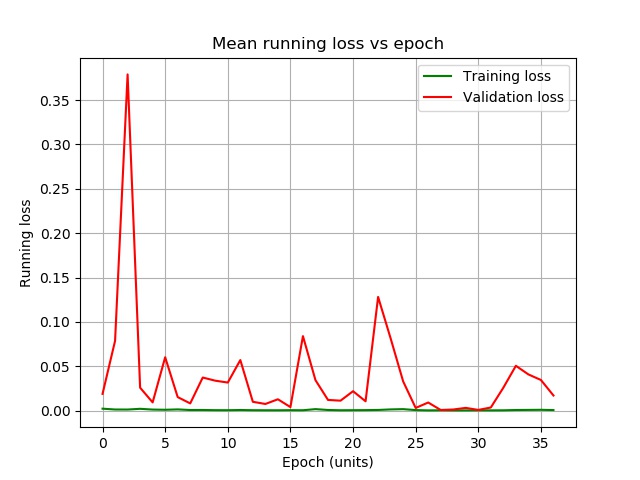 Mean running loss vs epoch
Training loss
Validation loss
0.35
0.30
0.25
0.20
0.15
0.10
0.05
0.00
Running loss
0 5 10 15 20 25 30 35
Epoch (units)